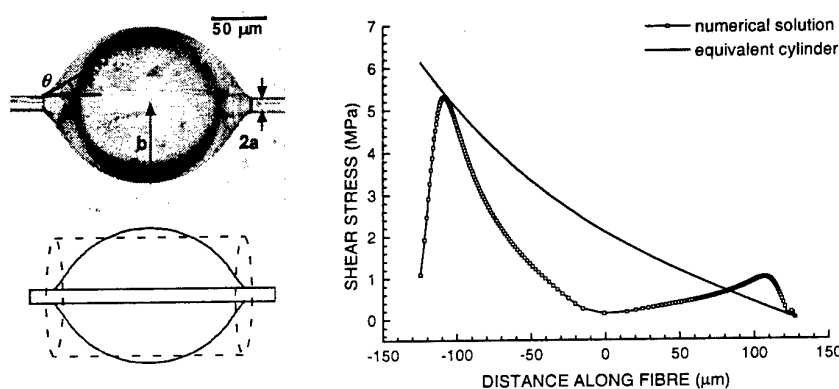 50 μm
θ
b
2a
numerical solution
equivalent cylinder
SHEAR STRESS (MPa)
7
6
5
4
3
2
1
0
-150 -100 -50 0 50 100 150
DISTANCE ALONG FIBRE (μm)